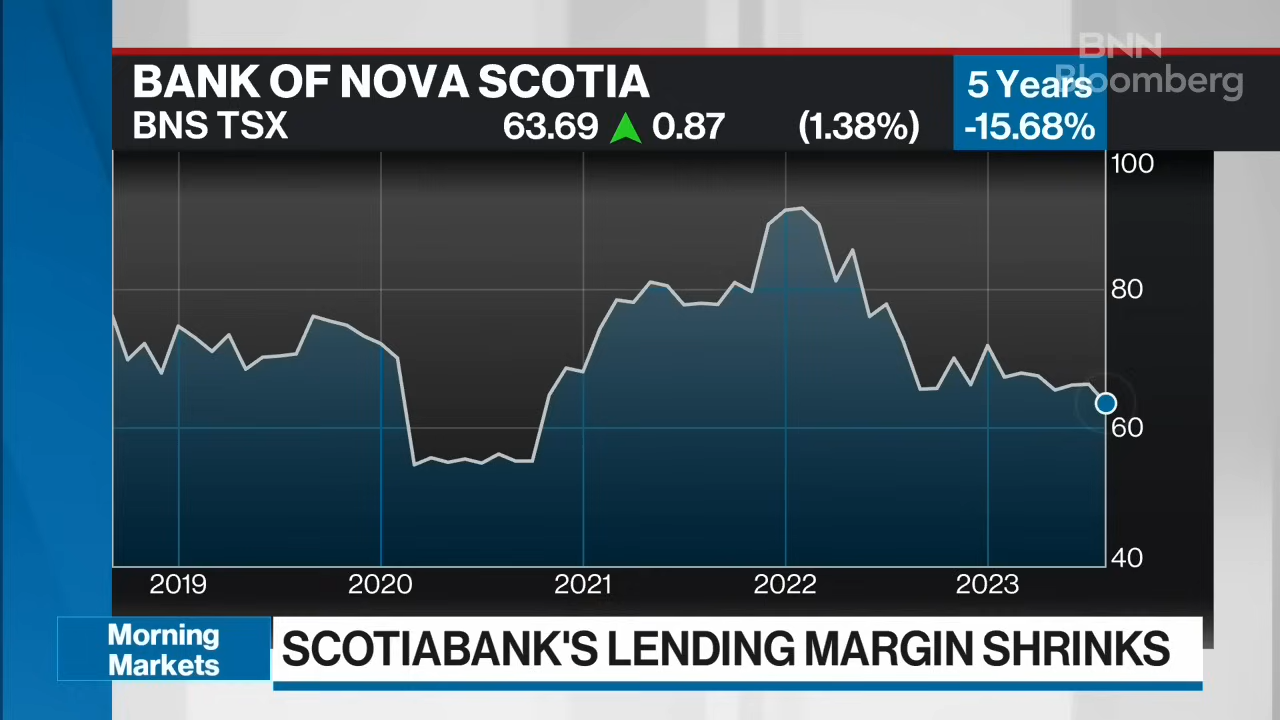 BNN
Bloomberg
BANK OF NOVA SCOTIA
5 Years
BNS TSX 63.69 0.87 (1.38%) -15.68%
100
80
60
40
2019 2020 2021 2022 2023
Morning
Markets
SCOTIABANK'S LENDING MARGIN SHRINKS